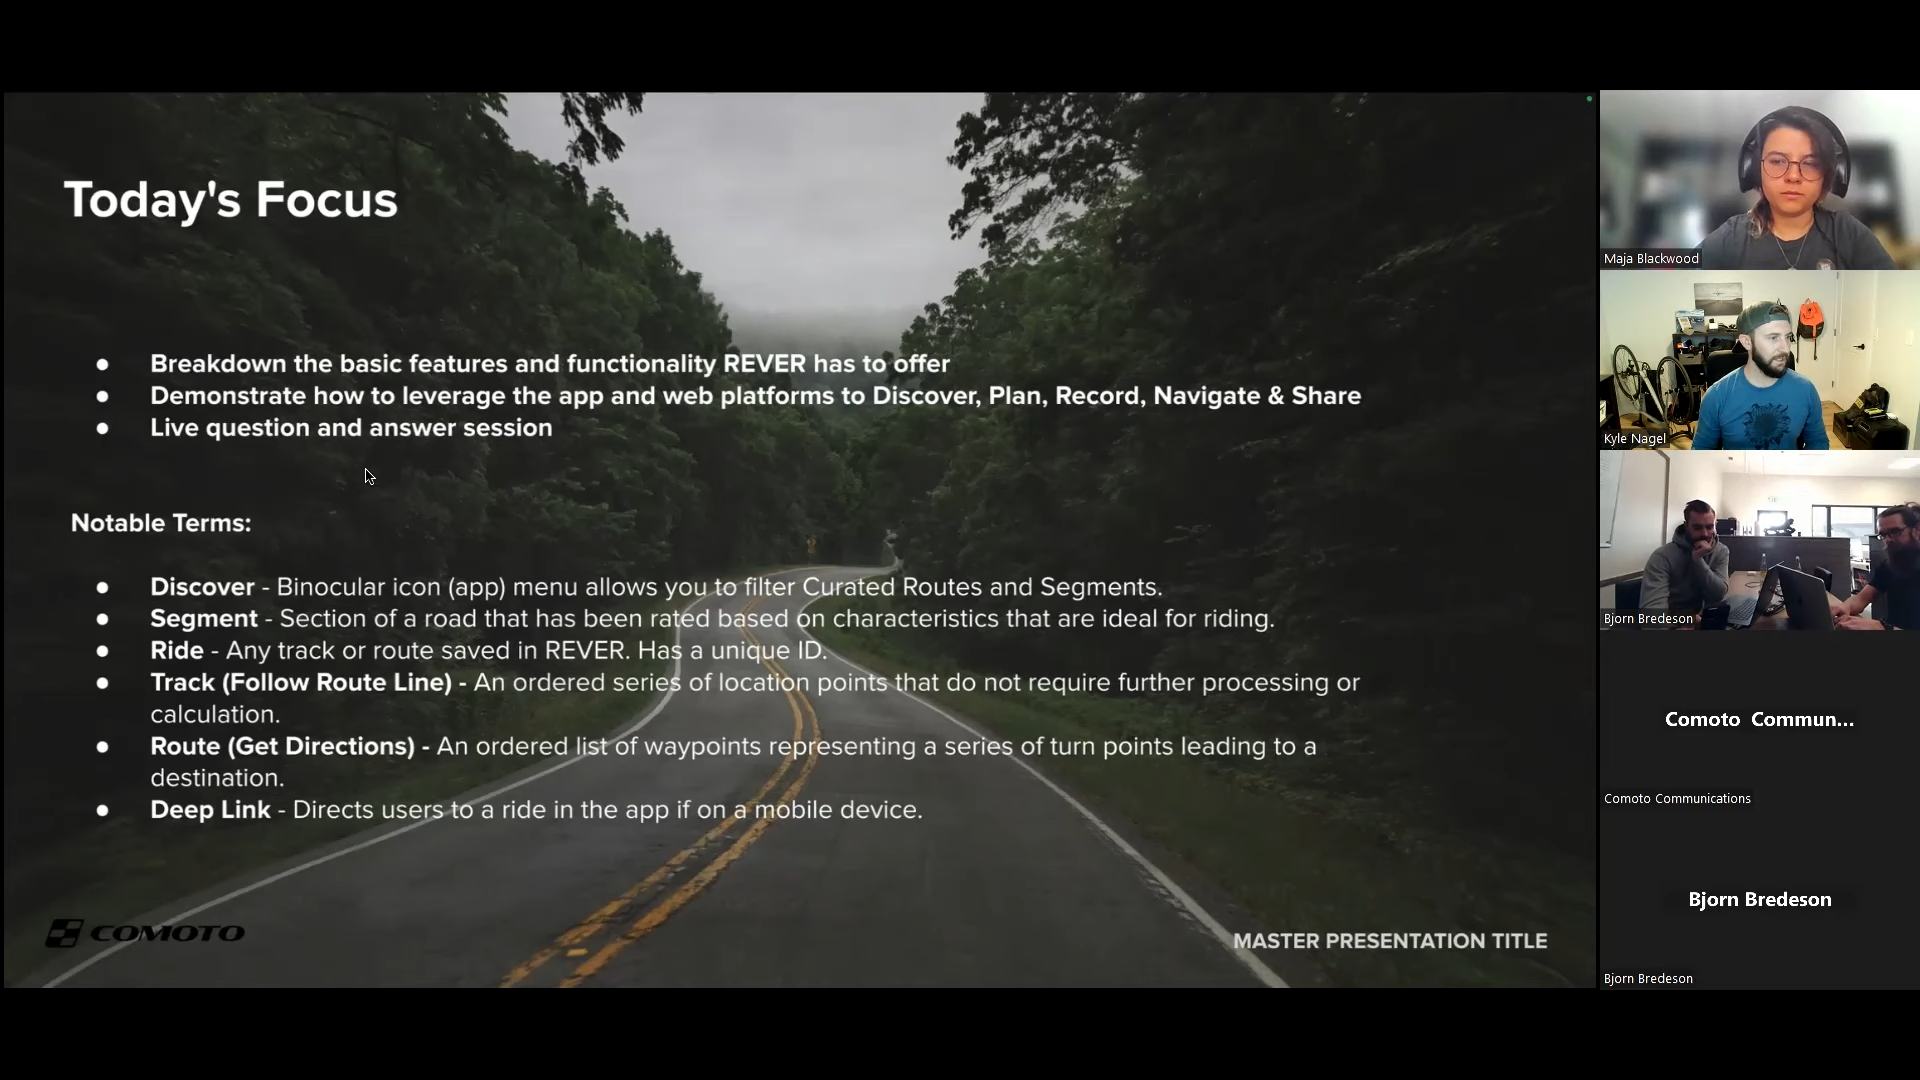 Today's Focus
● Breakdown the basic features and functionality REVER has to offer
● Demonstrate how to leverage the app and web platforms to Discover, Plan, Record, Navigate & Share
● Live question and answer session
Notable Terms:
● Discover - Binocular icon (app) menu allows you to filter Curated Routes and Segments.
● Segment - Section of a road that has been rated based on characteristics that are ideal for riding.
● Ride - Any track or route saved in REVER. Has a unique ID.
● Track (Follow Route Line) - An ordered series of location points that do not require further processing or
calculation.
● Route (Get Directions) - An ordered list of waypoints representing a series of turn points leading to a
destination.
● Deep Link - Directs users to a ride in the app if on a mobile device.
COMOTO
MASTER PRESENTATION TITLE
Maja Blackwood
Kyle Nagel
Bjorn Bredeson
Comoto Commun...
Comoto Communications
Bjorn Bredeson
Bjorn Bredeson